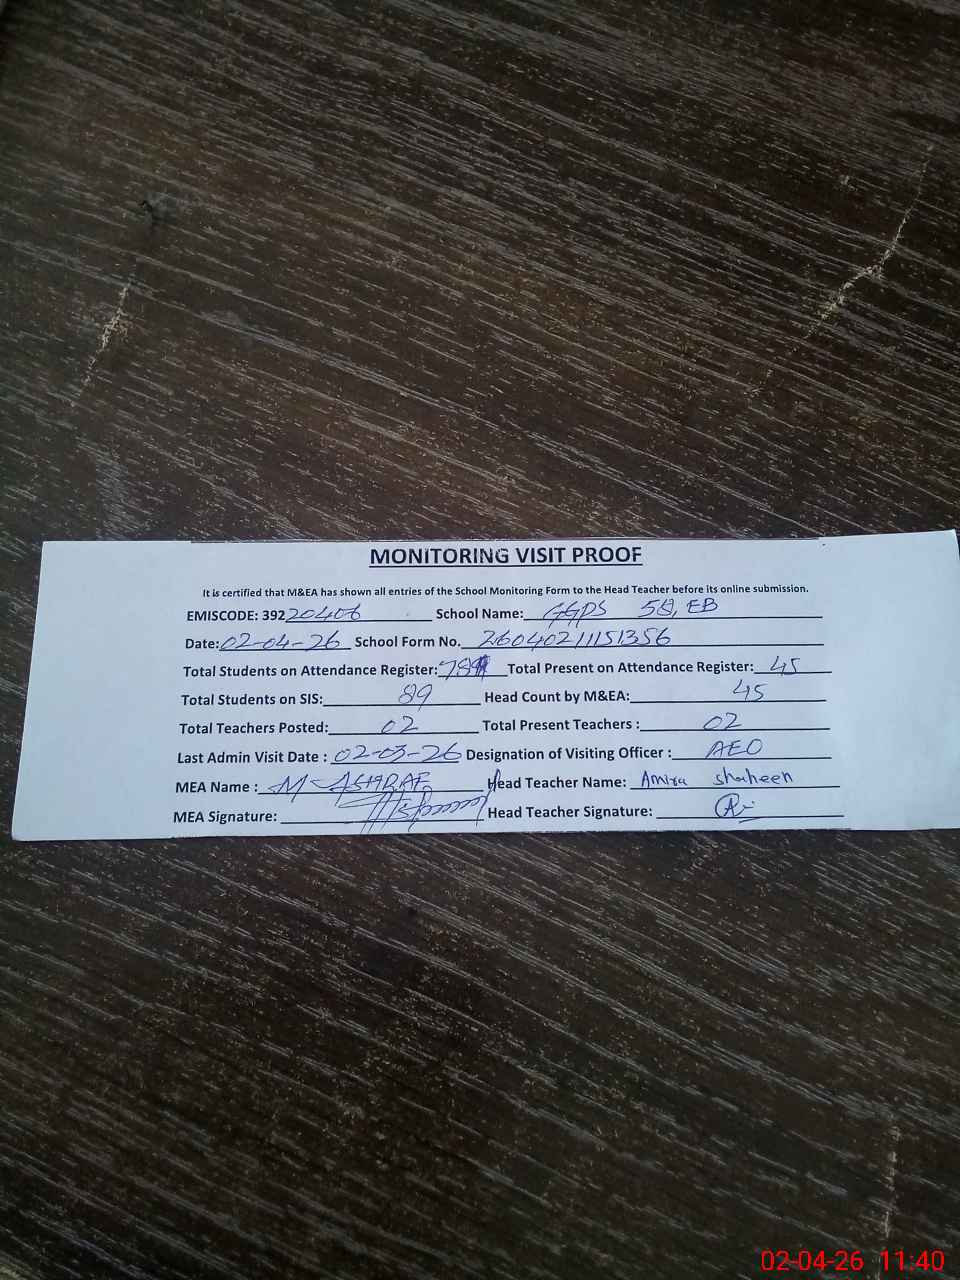 MONITORING VISIT PROOF
It is certified that M&EA has shown all entries of the School Monitoring Form to the Head Teacher before its online submission.
EMISCODE: 39220406 School Name: GGPS 58, EB
Date: 02-04-26 School Form No. 26040211151356
Total Students on Attendance Register: Total Present on Attendance Register: 45
Total Students on SIS: 89 Head Count by M&EA: 45
Total Teachers Posted: 02 Total Present Teachers : 02
Last Admin Visit Date : 02-03-26 Designation of Visiting Officer : AEO
MEA Name : M-ASHRAF Head Teacher Name: Amira shaheen
MEA Signature: Head Teacher Signature:
02-04-26 11:40